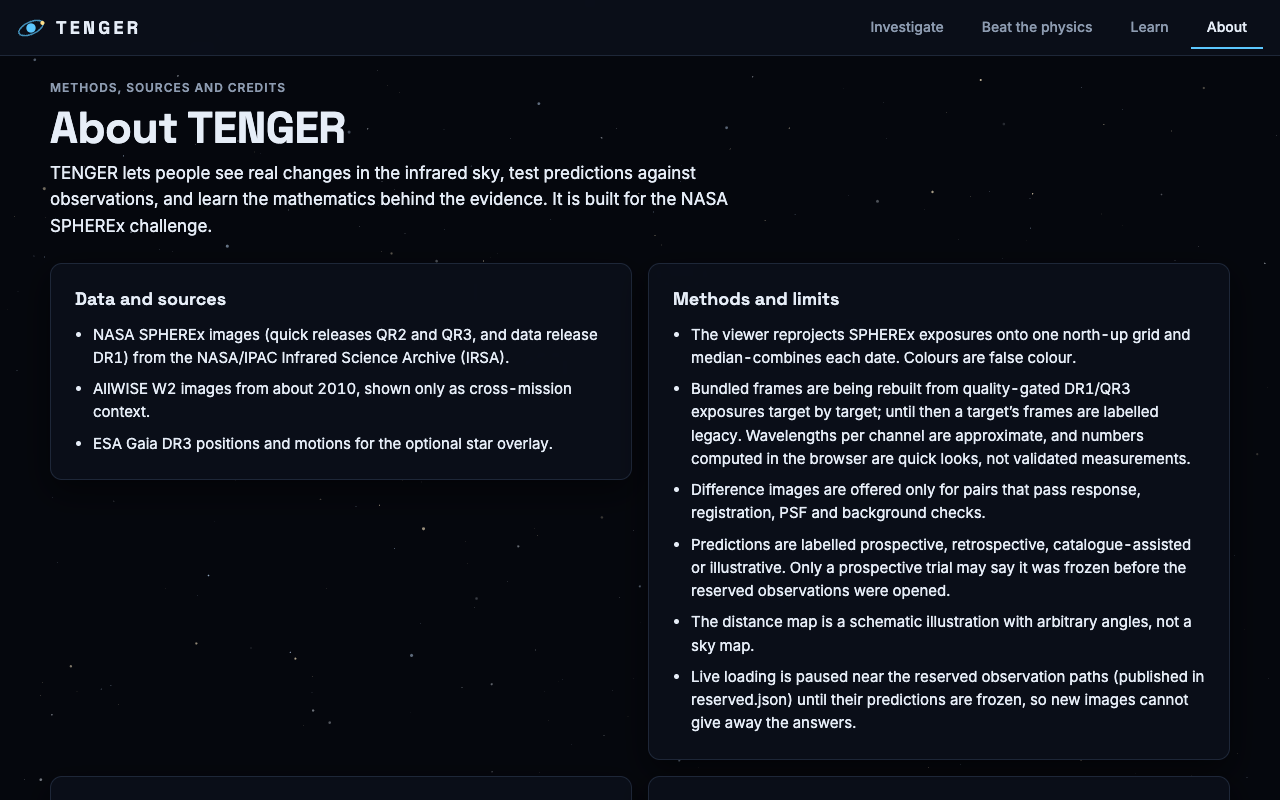 TENGER
Investigate
Beat the physics
Learn
About
METHODS, SOURCES AND CREDITS
About TENGER
TENGER lets people see real changes in the infrared sky, test predictions against
observations, and learn the mathematics behind the evidence. It is built for the NASA
SPHEREx challenge.
Data and sources
• NASA SPHEREx images (quick releases QR2 and QR3, and data release
DR1) from the NASA/IPAC Infrared Science Archive (IRSA).
• AllWISE W2 images from about 2010, shown only as cross-mission
context.
• ESA Gaia DR3 positions and motions for the optional star overlay.
Methods and limits
• The viewer reprojects SPHEREx exposures onto one north-up grid and
median-combines each date. Colours are false colour.
• Bundled frames are being rebuilt from quality-gated DR1/QR3
exposures target by target; until then a target’s frames are labelled
legacy. Wavelengths per channel are approximate, and numbers
computed in the browser are quick looks, not validated measurements.
• Difference images are offered only for pairs that pass response,
registration, PSF and background checks.
• Predictions are labelled prospective, retrospective, catalogue-assisted
or illustrative. Only a prospective trial may say it was frozen before the
reserved observations were opened.
• The distance map is a schematic illustration with arbitrary angles, not a
sky map.
• Live loading is paused near the reserved observation paths (published in
reserved.json) until their predictions are frozen, so new images cannot
give away the answers.